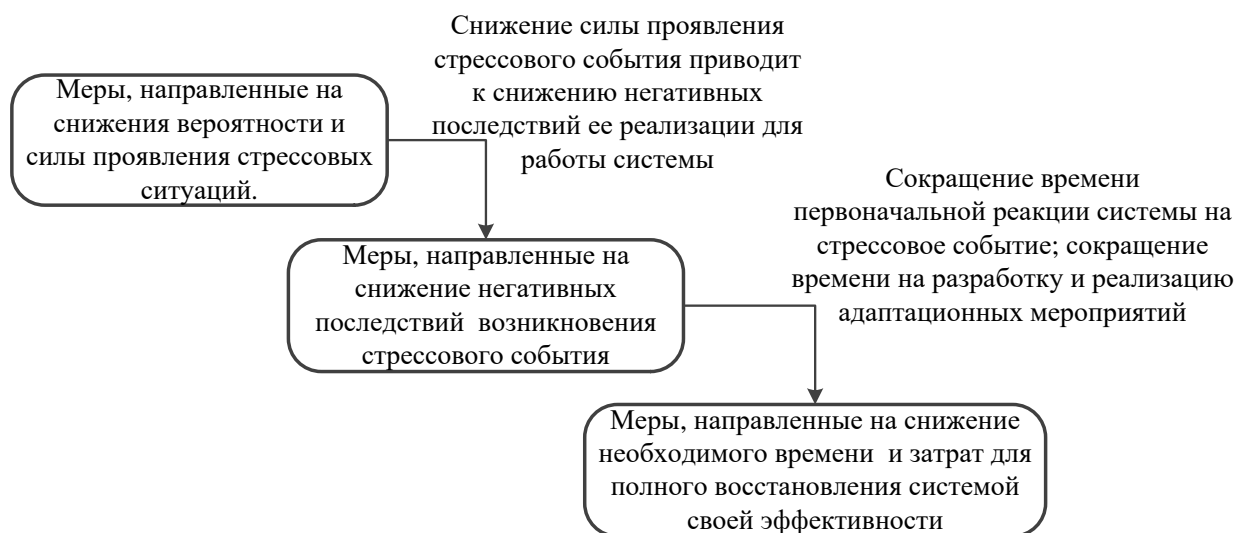 Снижение силы проявления
стрессового события приводит
к снижению негативных
последствий ее реализации для
работы системы
Меры, направленные на
снижения вероятности и
силы проявления стрессовых
ситуаций.
Сокращение времени
первоначальной реакции системы на
стрессовое событие; сокращение
времени на разработку и реализацию
адаптационных мероприятий
Меры, направленные на
снижение негативных
последствий возникновения
стрессового события
Меры, направленные на снижение
необходимого времени и затрат для
полного восстановления системой
своей эффективности